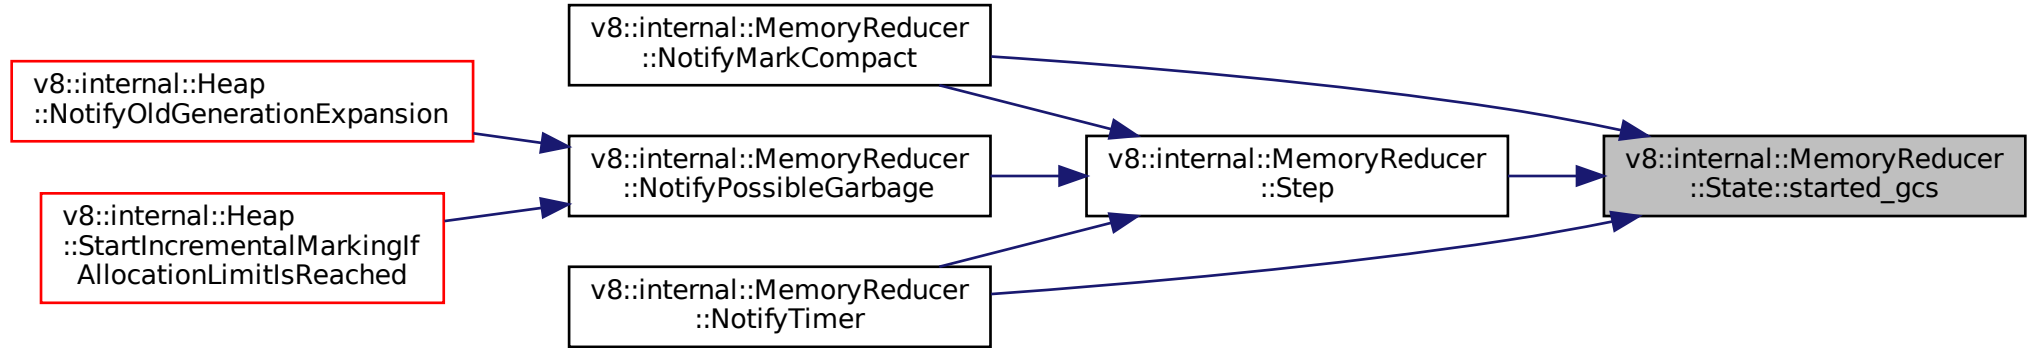 v8::internal::MemoryReducer
::NotifyMarkCompact
v8::internal::Heap
::NotifyOldGenerationExpansion
v8::internal::MemoryReducer
::NotifyPossibleGarbage
v8::internal::MemoryReducer
::Step
v8::internal::MemoryReducer
::State::started_gcs
v8::internal::Heap
::StartIncrementalMarkingIf
AllocationLimitIsReached
v8::internal::MemoryReducer
::NotifyTimer